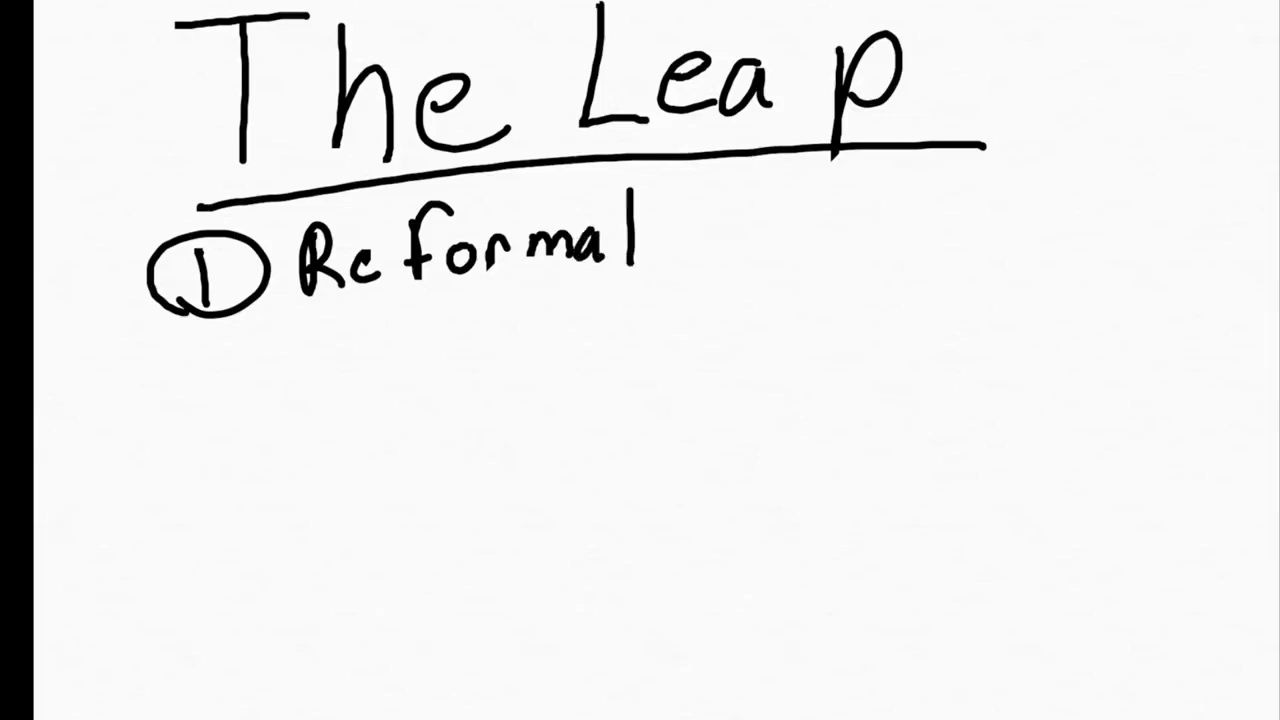 The Leap
① Reformal